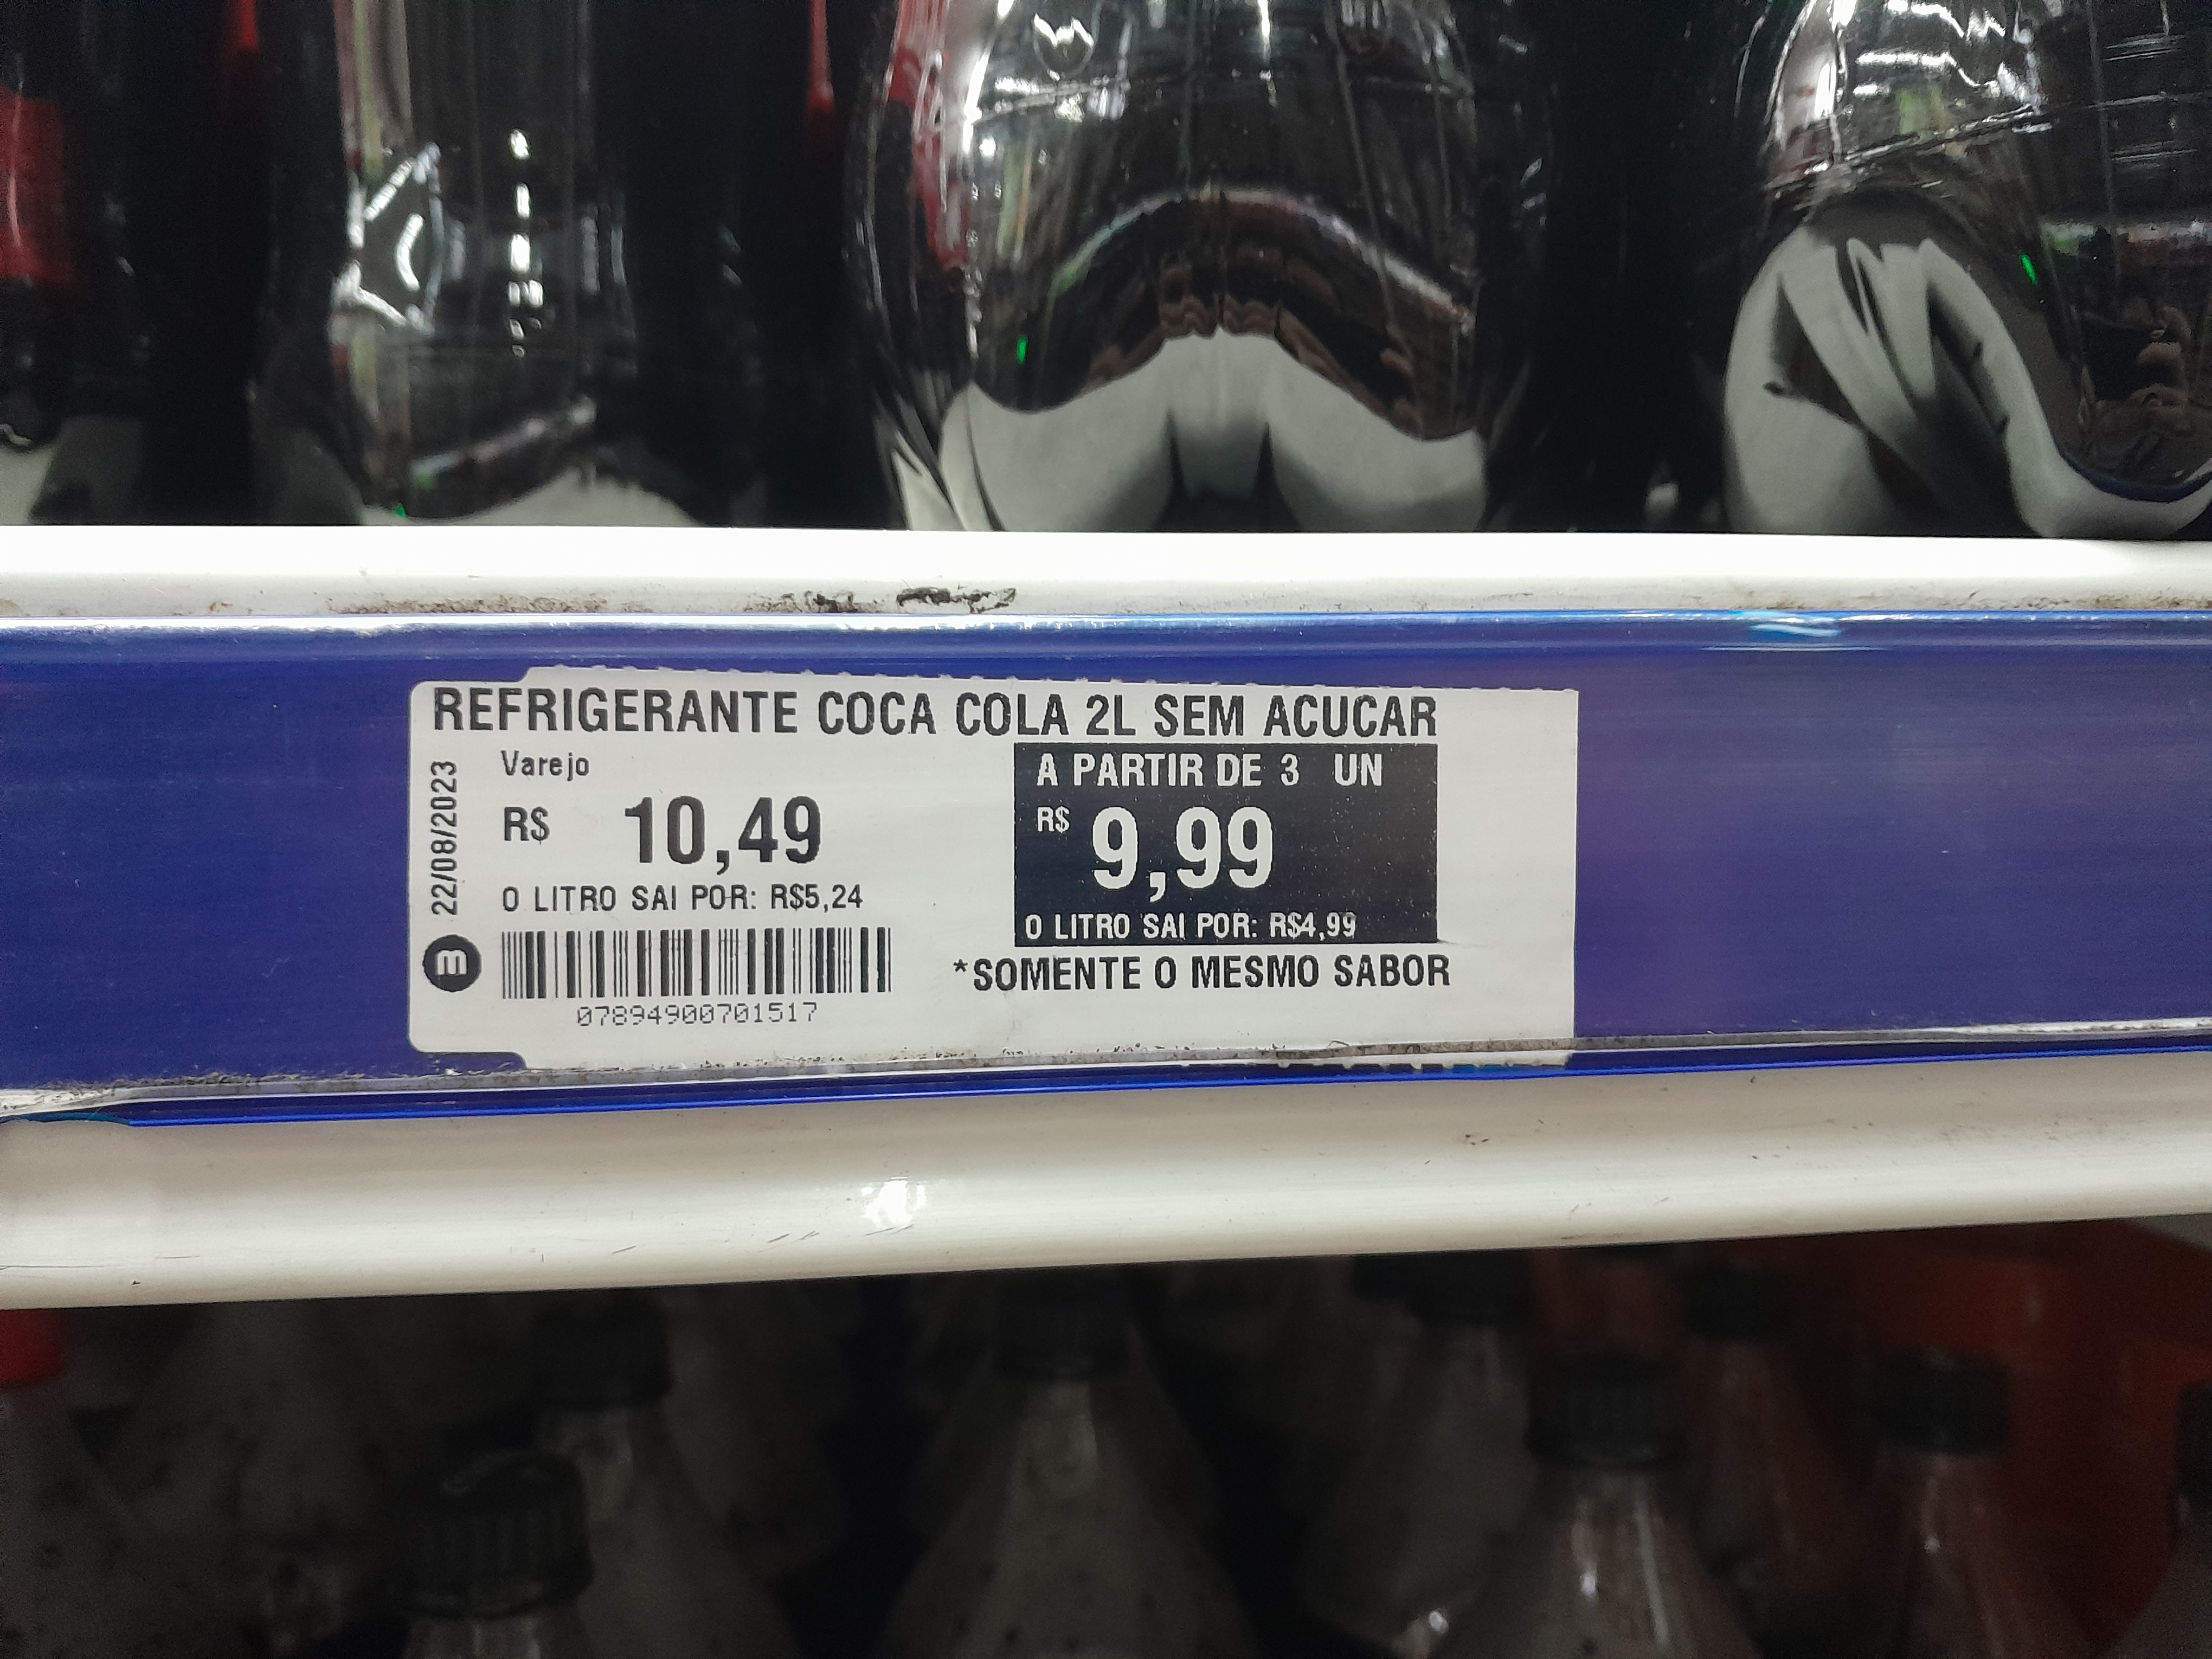 REFRIGERANTE COCA COLA 2L SEM ACUCAR
22/08/2023
Varejo
R$ 10,49
O LITRO SAI POR: R$5,24
07894900701517
A PARTIR DE 3 UN
R$ 9,99
O LITRO SAI POR: R$4,99
*SOMENTE O MESMO SABOR